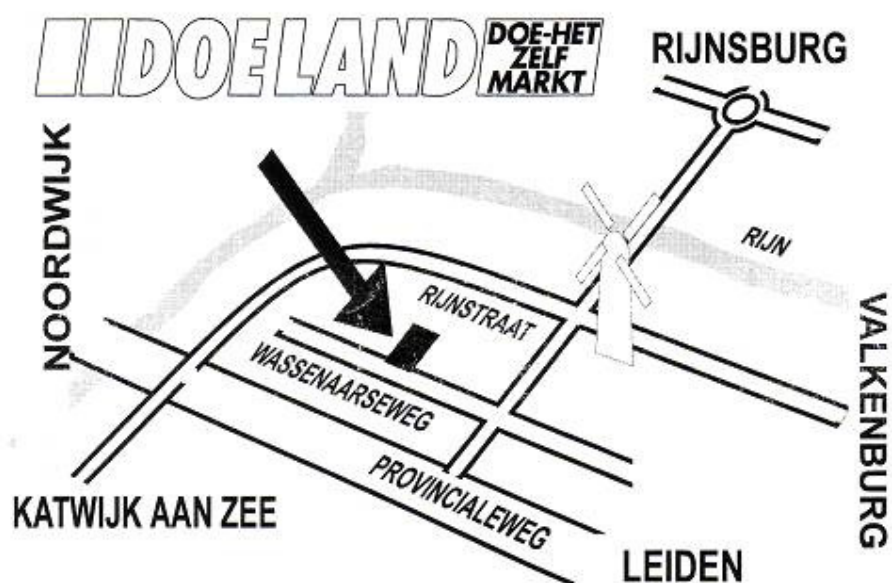 DOELAND
DOE-HET
ZELF
MARKT
RIJNSBURG
NOORDWIJK
RIJN
RIJNSTRAAT
VALKENBURG
WASSENAARSEWEG
PROVINCIALEWEG
KATWIJK AAN ZEE
LEIDEN